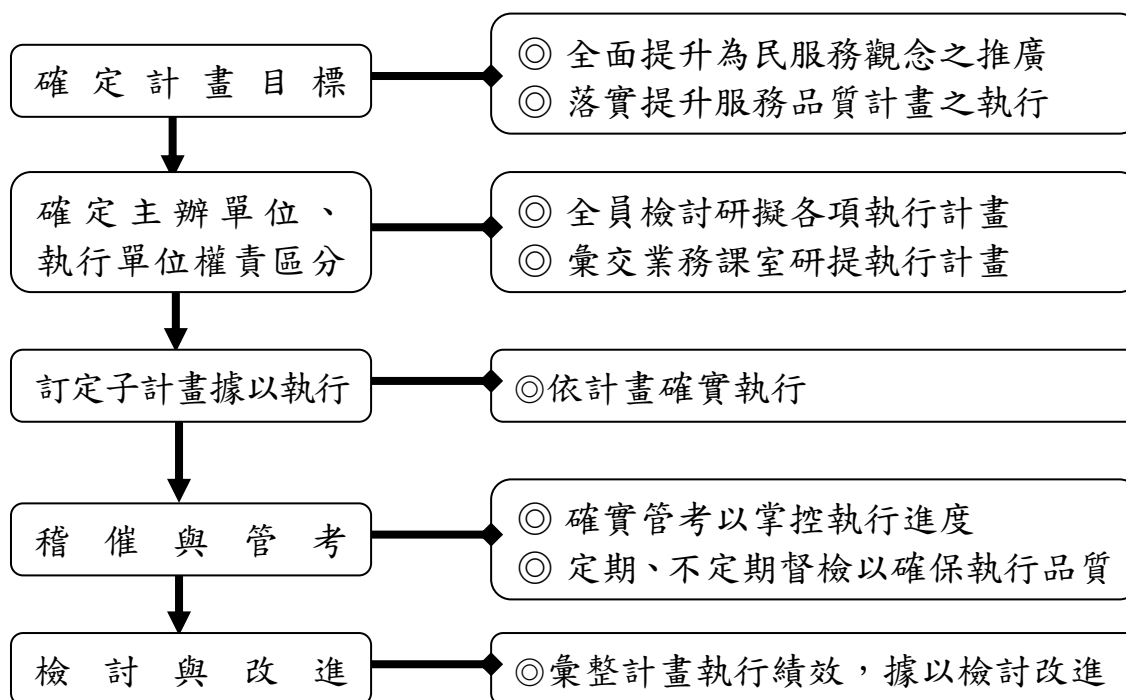 確定計畫目標
◎ 全面提升為民服務觀念之推廣
◎ 落實提升服務品質計畫之執行
確定主辦單位、
執行單位權責區分
◎ 全員檢討研擬各項執行計畫
◎ 彙交業務課室研提執行計畫
訂定子計畫據以執行
◎依計畫確實執行
稽催與管考
◎ 確實管考以掌控執行進度
◎ 定期、不定期督檢以確保執行品質
檢討與改進
◎彙整計畫執行績效，據以檢討改進